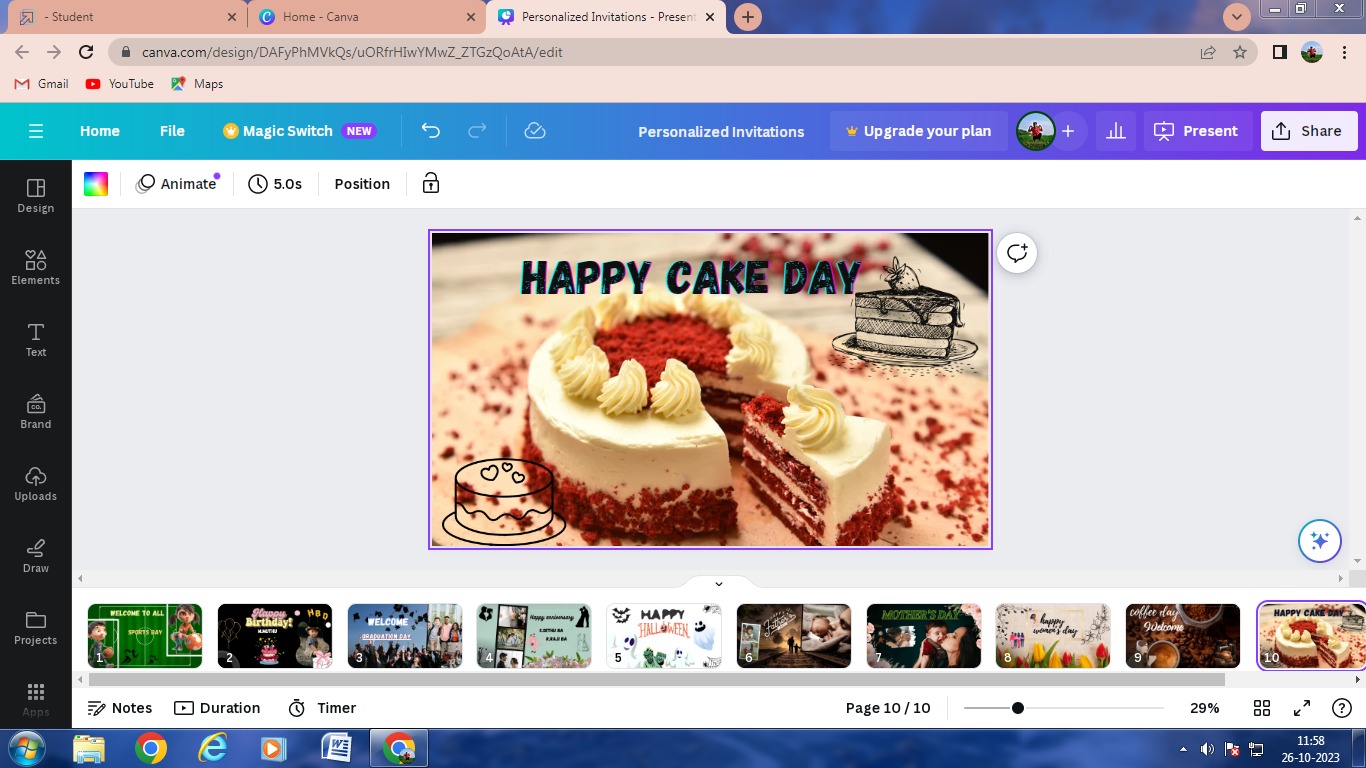 - Student
Home - Canva
Personalized Invitations - Present
canva.com/design/DAFyPhMVkQs/uORfrHIwYMwZ_ZTGzQoAtA/edit
Gmail
YouTube
Maps
Home
File
Magic Switch NEW
Personalized Invitations
Upgrade your plan
Present
Share
Animate
5.0s
Position
Design
Elements
Text
CO.
Brand
Uploads
Draw
Projects
Apps
HAPPY CAKE DAY
WELCOME TO ALL
SPORTS DAY
1
Happy
Birthday!
HBD
2
WELCOME
GRADUATION DAY
3
Happy anniversary
4
HAPPY
HALLOWEEN
5
Father's
6
MOTHER'S DAY
7
happy
women's day
8
coffee day
Welcome
9
HAPPY CAKE DAY
10
Notes
Duration
Timer
Page 10 / 10
29%
11:58
26-10-2023